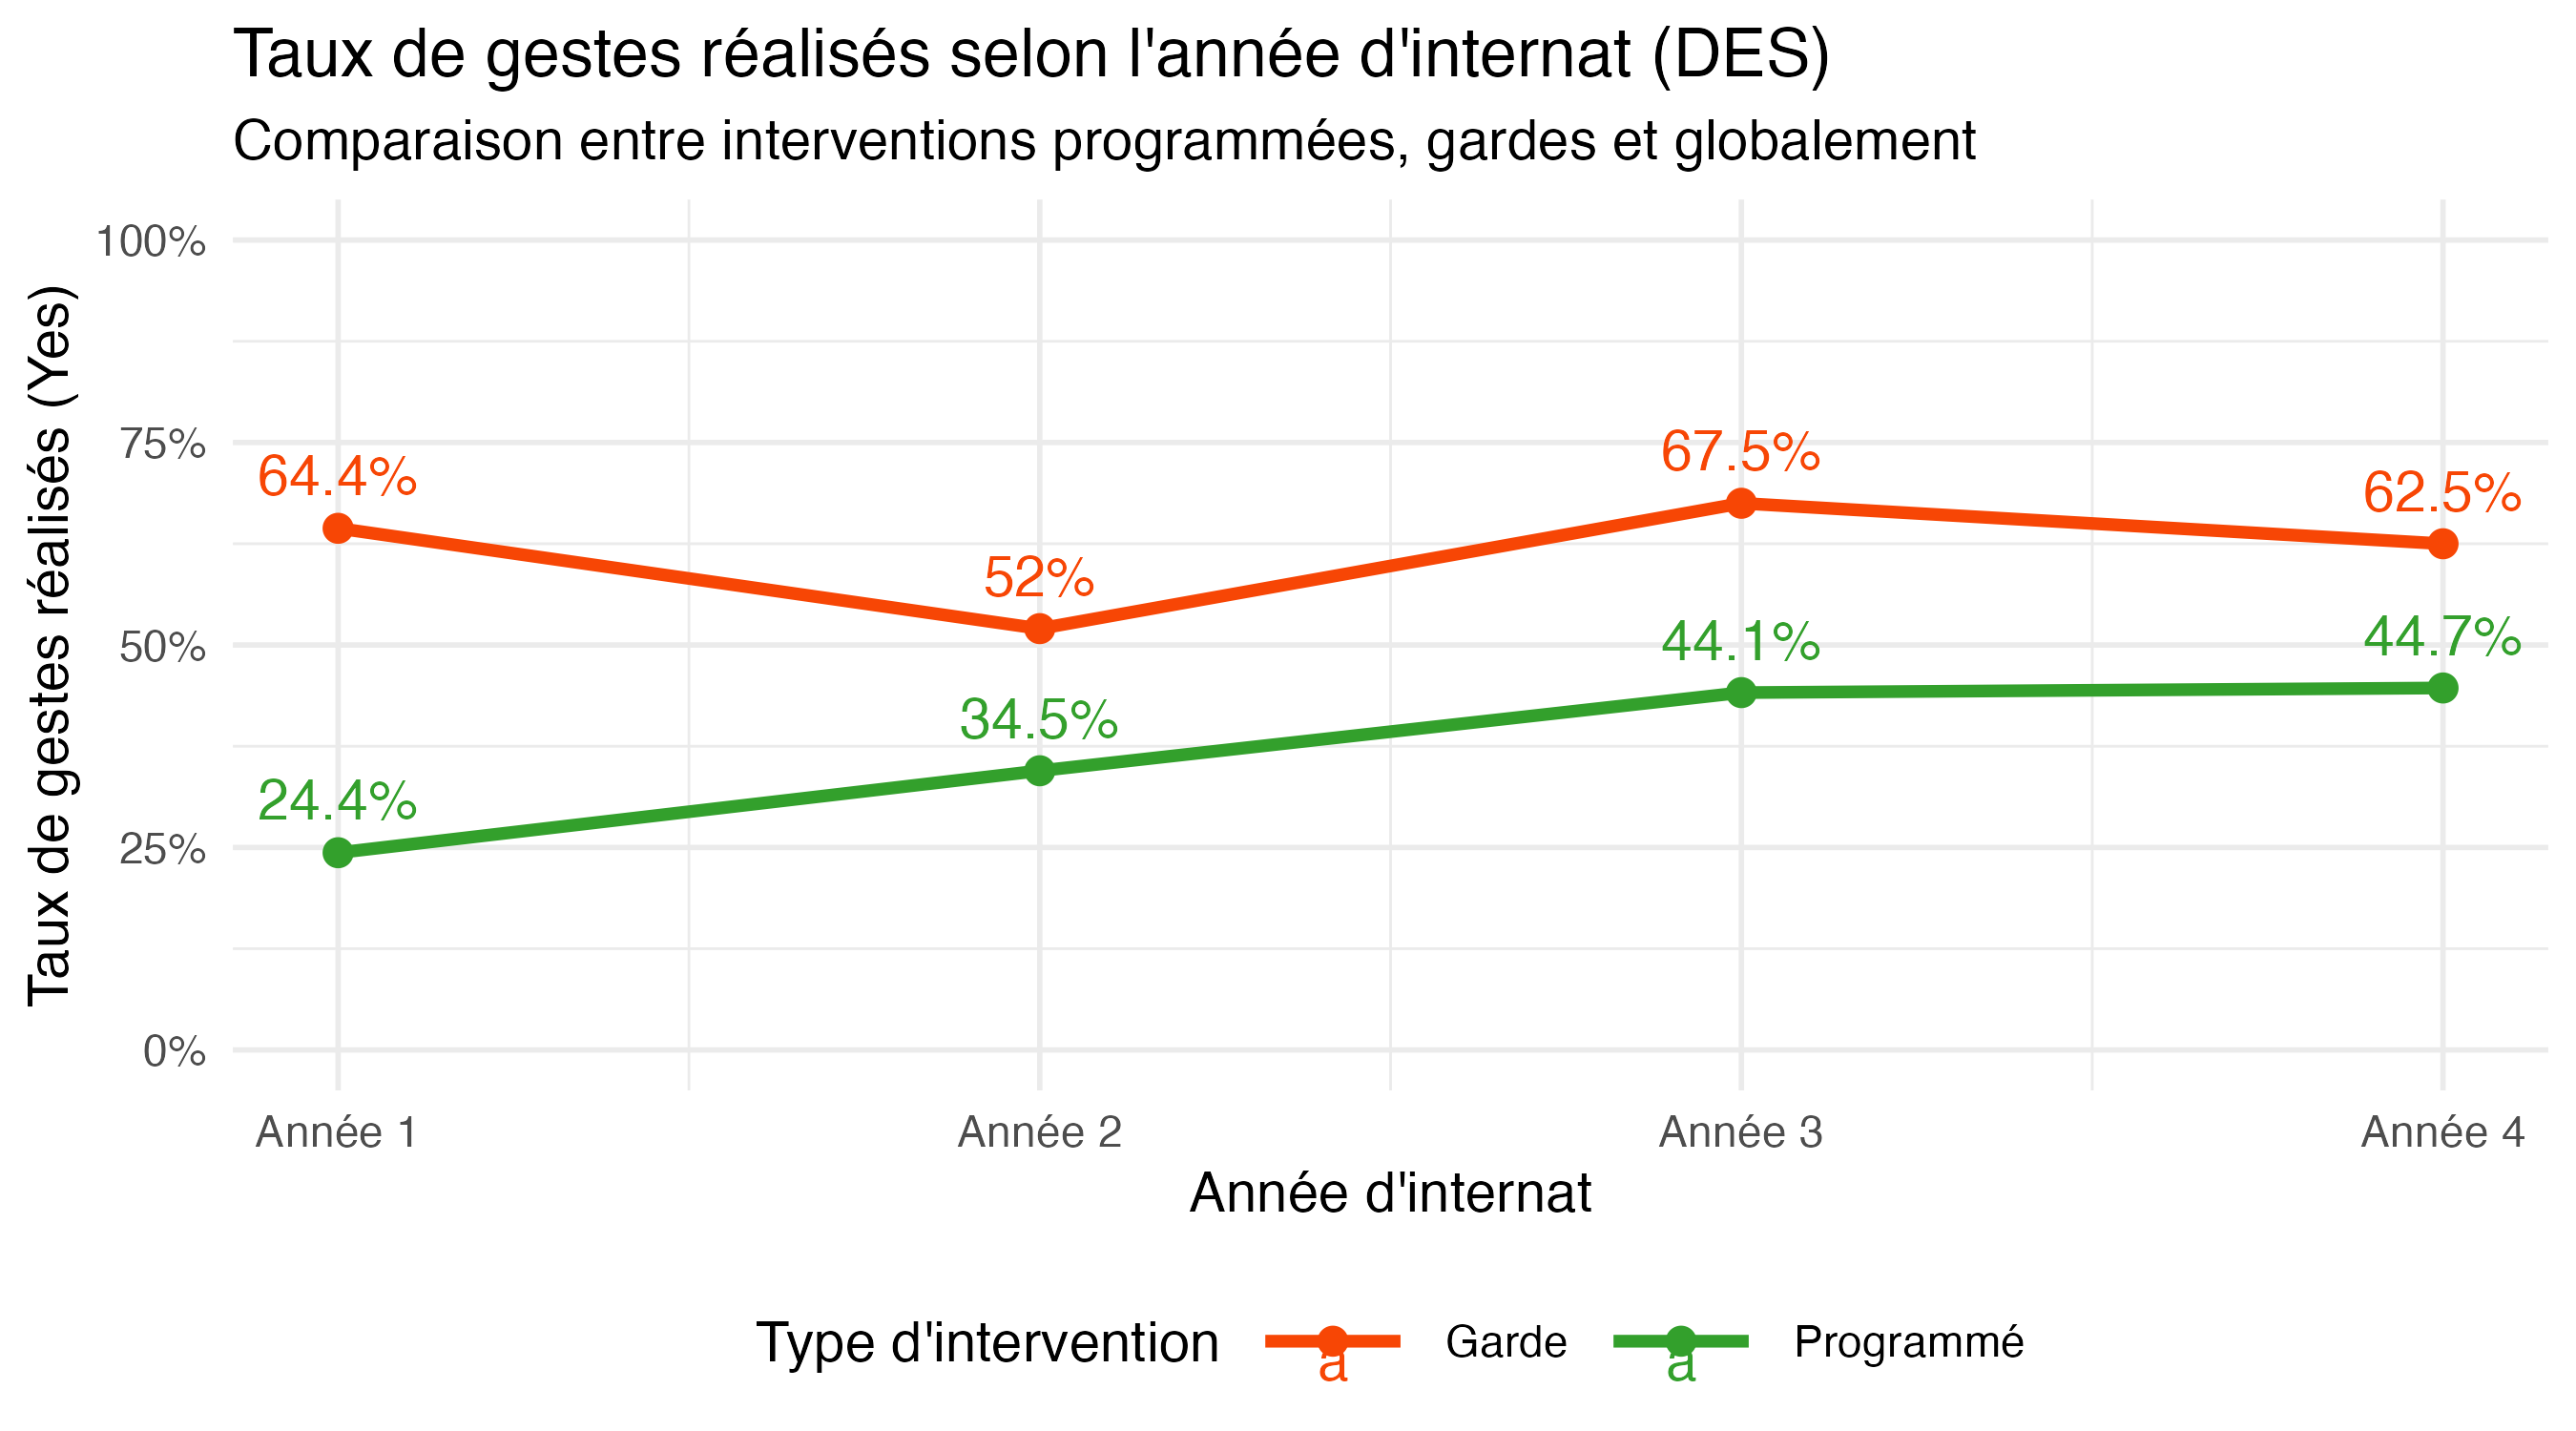 Taux de gestes réalisés selon l'année d'internat (DES)
Comparaison entre interventions programmées, gardes et globalement
Taux de gestes réalisés (Yes)
100%
75%
50%
25%
0%
64.4%
52%
67.5%
62.5%
24.4%
34.5%
44.1%
44.7%
Année 1
Année 2
Année 3
Année 4
Année d'internat
Type d'intervention
a
Garde
a
Programmé